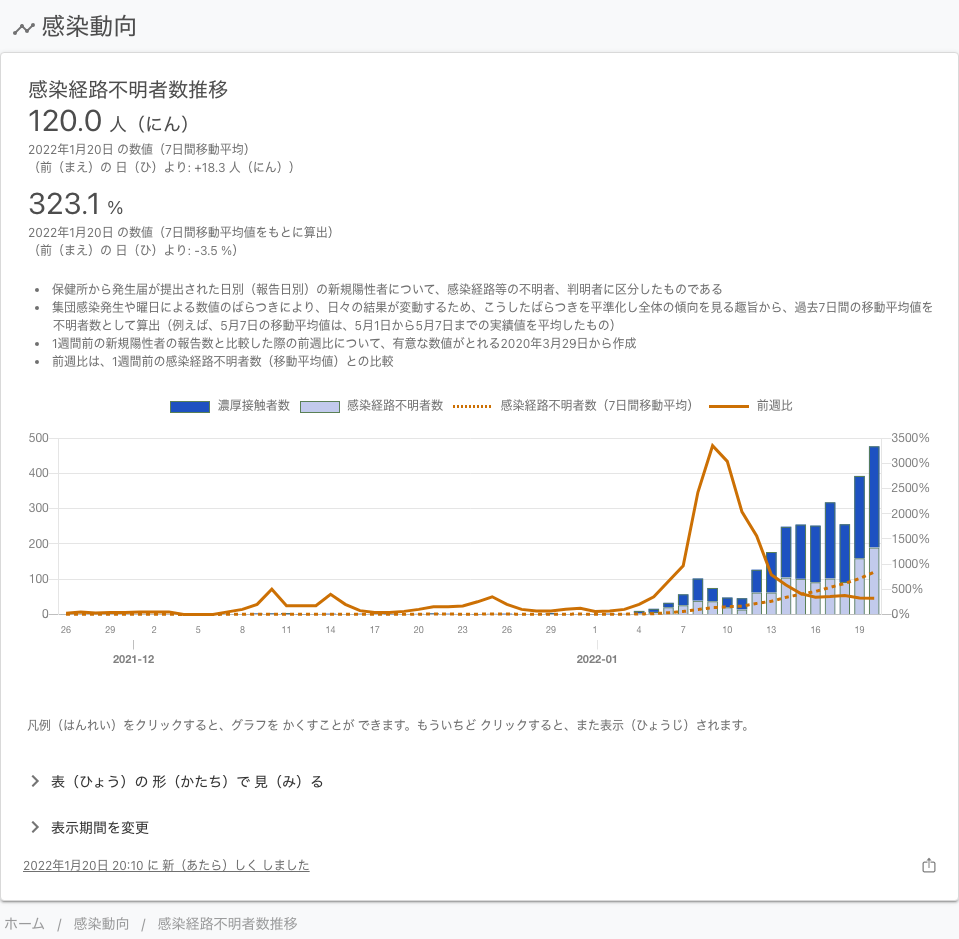 感染動向
感染経路不明者数推移
120.0 人（にん）
2022年1月20日 の数値（7日間移動平均）
（前（まえ）の 日（ひ）より: +18.3 人（にん））
323.1 %
2022年1月20日 の数値（7日間移動平均値をもとに算出）
（前（まえ）の 日（ひ）より: -3.5 %）
• 保健所から発生届が提出された日別（報告日別）の新規陽性者について、感染経路等の不明者、判明者に区分したものである
• 集団感染発生や曜日による数値のばらつきにより、日々の結果が変動するため、こうしたばらつきを平準化し全体の傾向を見る趣旨から、過去7日間の移動平均値を
不明者数として算出（例えば、5月7日の移動平均値は、5月1日から5月7日までの実績値を平均したもの）
• 1週間前の新規陽性者の報告数と比較した際の前週比について、有意な数値がとれる2020年3月29日から作成
• 前週比は、1週間前の感染経路不明者数（移動平均値）との比較
濃厚接触者数 感染経路不明者数 感染経路不明者数（7日間移動平均） 前週比
500 3500%
3000%
400
2500%
300 2000%
200 1500%
1000%
100 500%
0 0%
26 29 2 5 8 11 14 17 20 23 26 29 1 4 7 10 13 16 19
2021-12 2022-01
凡例（はんれい）をクリックすると、グラフを かくすことが できます。もういちど クリックすると、また表示（ひょうじ）されます。
表（ひょう）の 形（かたち）で 見（み）る
表示期間を変更
2022年1月20日 20:10 に 新（あたら）しく しました
ホーム / 感染動向 / 感染経路不明者数推移